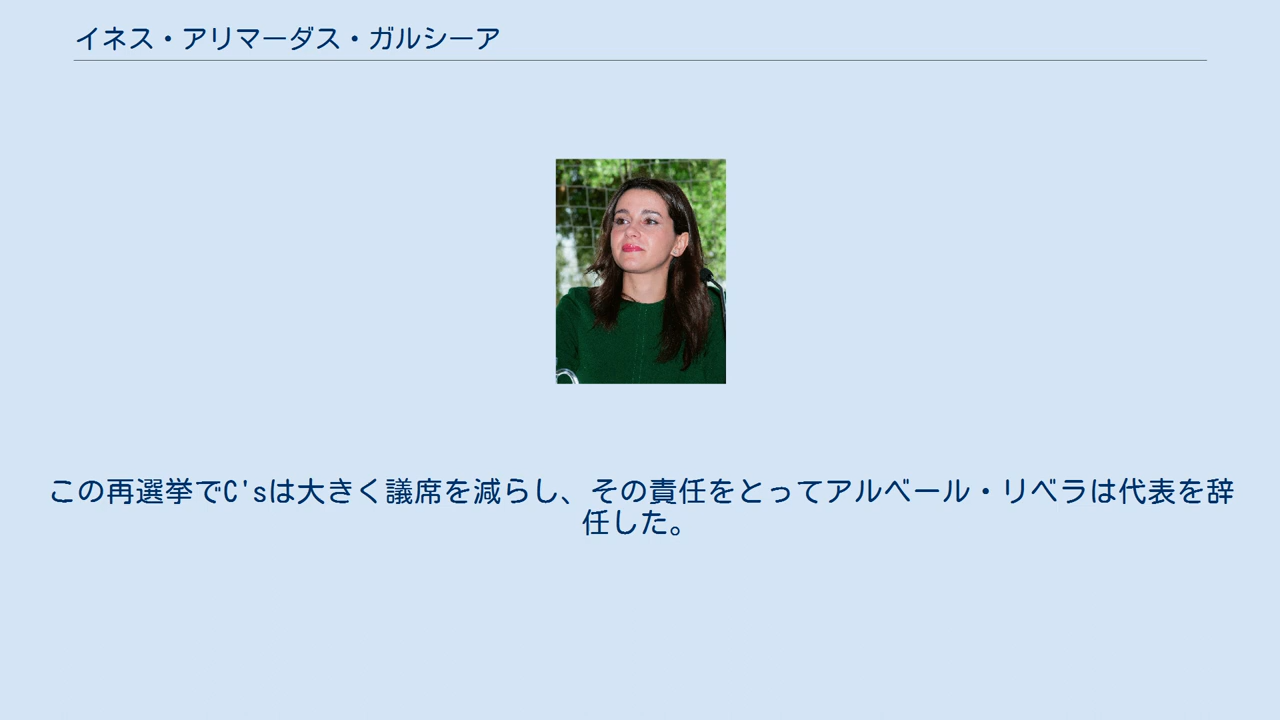 イネス・アリマーダス・ガルシーア
この再選挙でC'sは大きく議席を減らし、その責任をとってアルベール・リベラは代表を辞
任した。